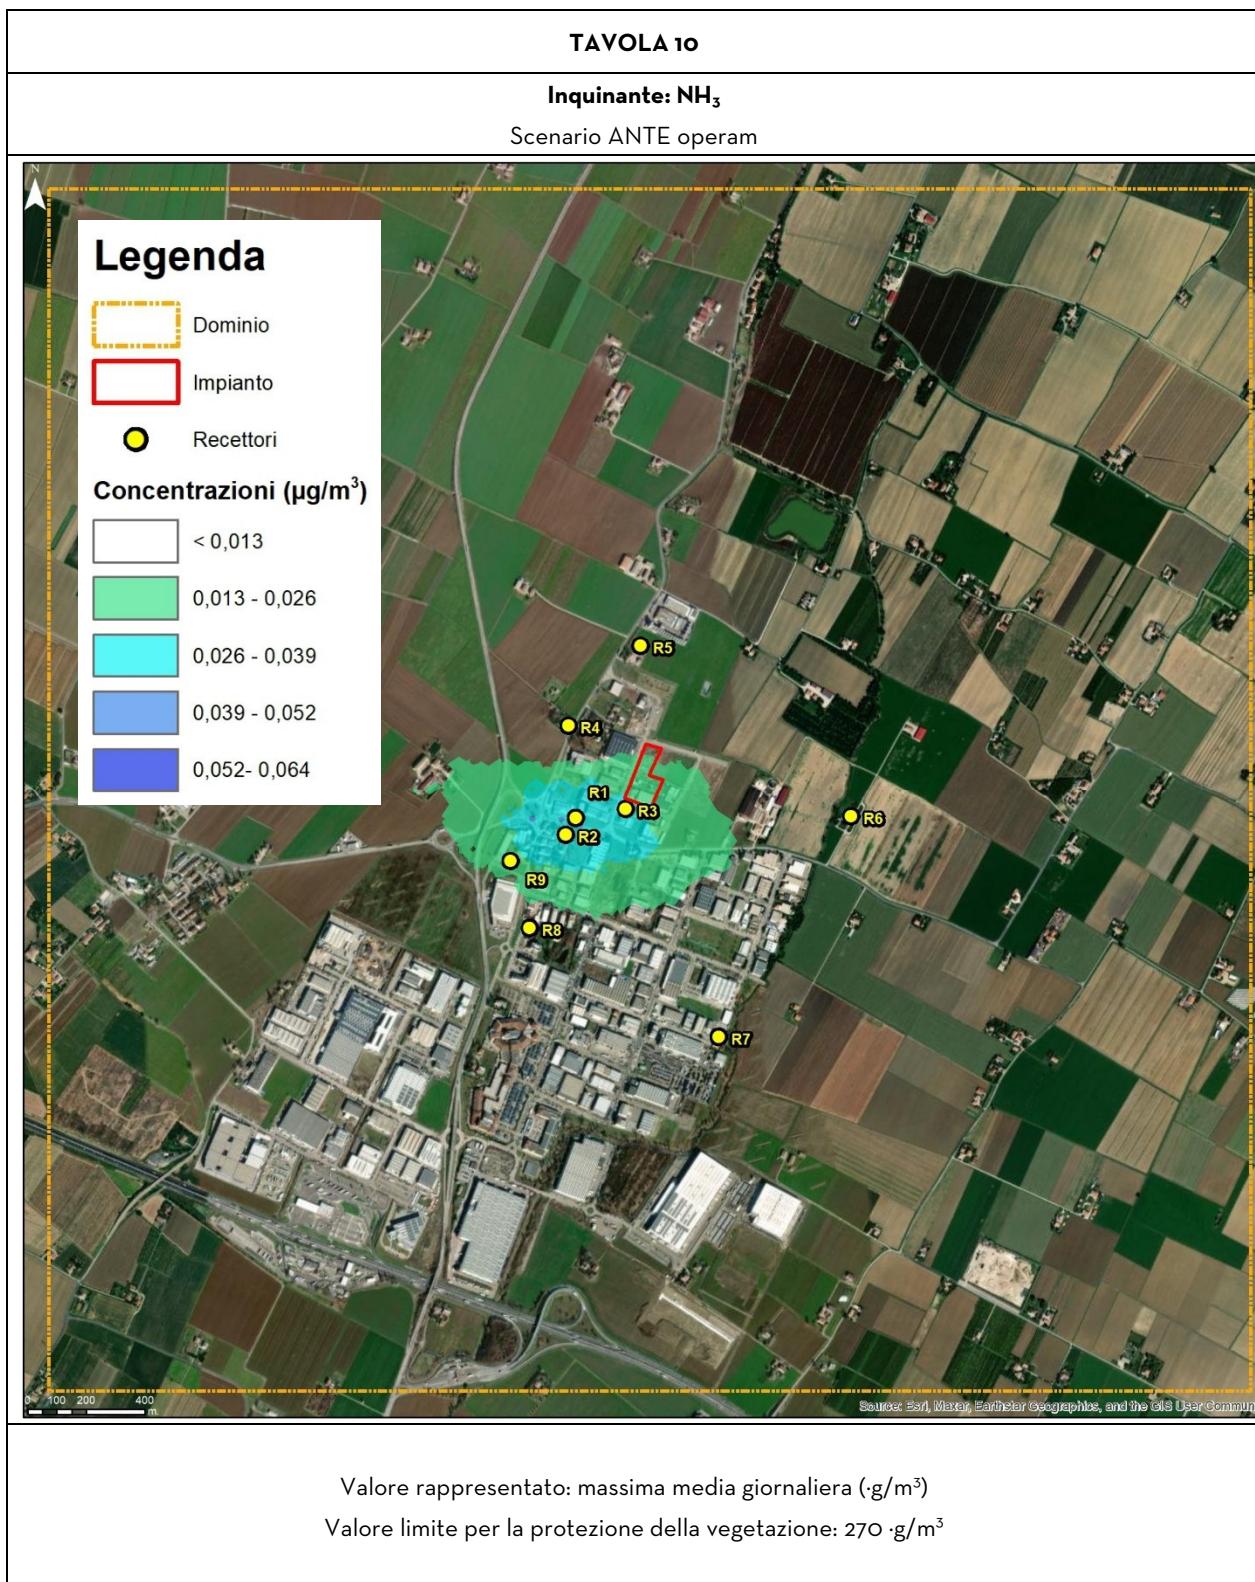 TAVOLA 10
Inquinante: NH₃
Scenario ANTE operam
N
Legenda
Dominio
Impianto
Recettori
Concentrazioni (µg/m³)
< 0,013
0,013 - 0,026
0,026 - 0,039
0,039 - 0,052
0,052- 0,064
R5
R4
R1
R3
R2
R6
R9
R8
R7
0 100 200 400
m
Source: Esri, Maxar, Earthstar Geographics, and the GIS User Commun
Valore rappresentato: massima media giornaliera (·g/m³)
Valore limite per la protezione della vegetazione: 270 ·g/m³